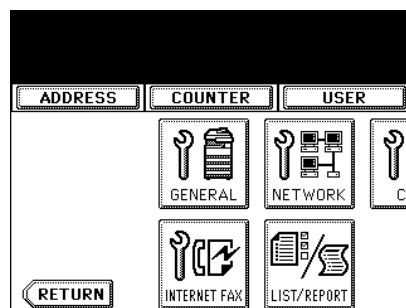 ADDRESS COUNTER USER
GENERAL NETWORK C
INTERNET FAX LIST/REPORT
RETURN